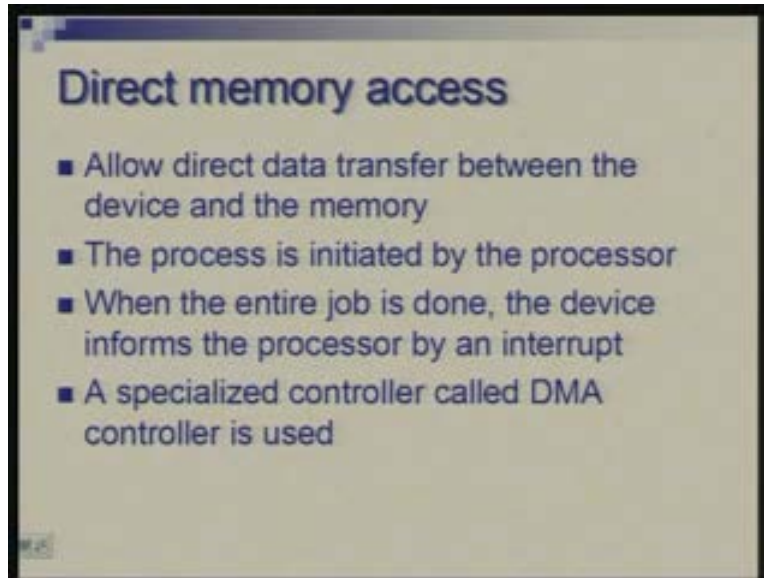 Direct memory access
Allow direct data transfer between the
device and the memory
The process is initiated by the processor
When the entire job is done, the device
informs the processor by an interrupt
A specialized controller called DMA
controller is used